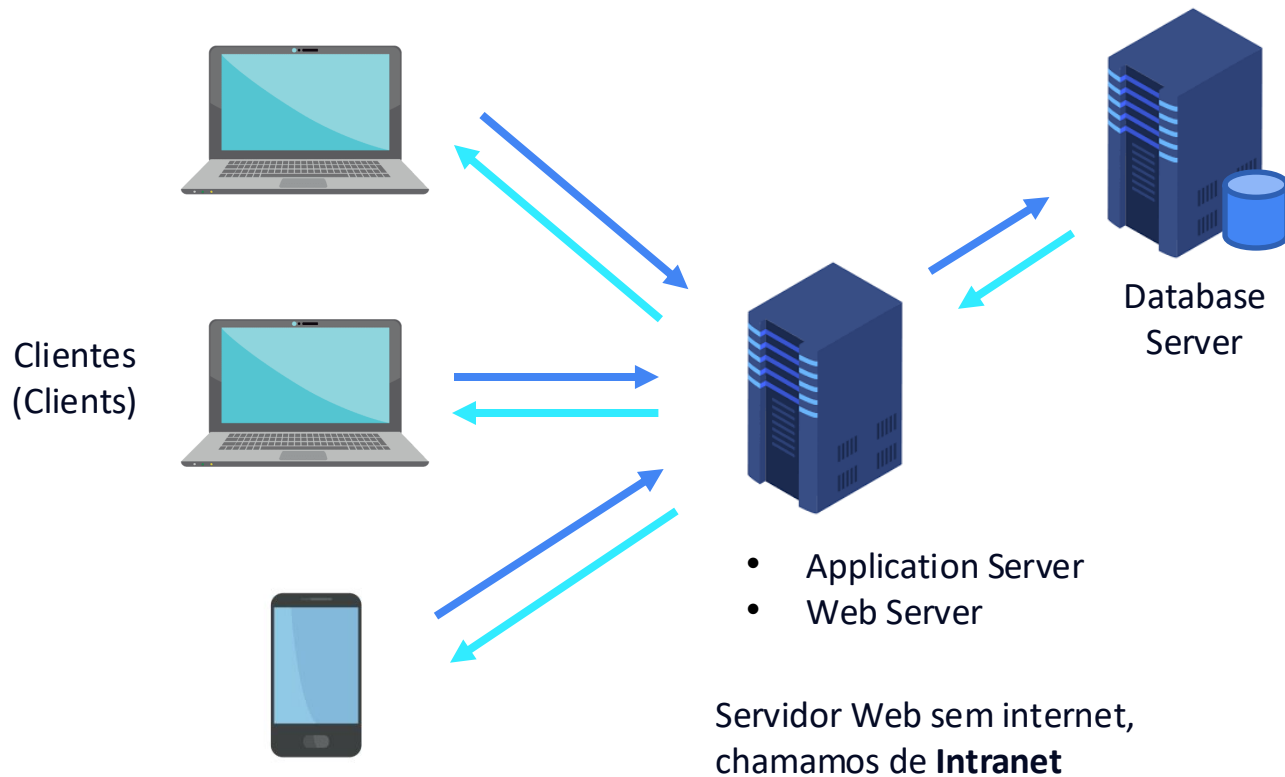 Clientes
(Clients)
Database
Server
• Application Server
• Web Server
Servidor Web sem internet,
chamamos de Intranet